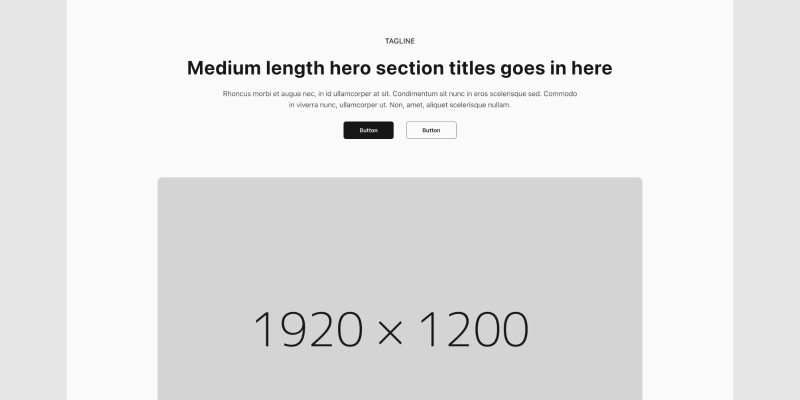 TAGLINE
Medium length hero section titles goes in here
Rhoncus morbi et augue nec, in id ullamcorper at sit. Condimentum sit nunc in eros scelerisque sed. Commodo
in viverra nunc, ullamcorper ut. Non, amet, aliquet scelerisque nullam.
Button Button
1920 × 1200